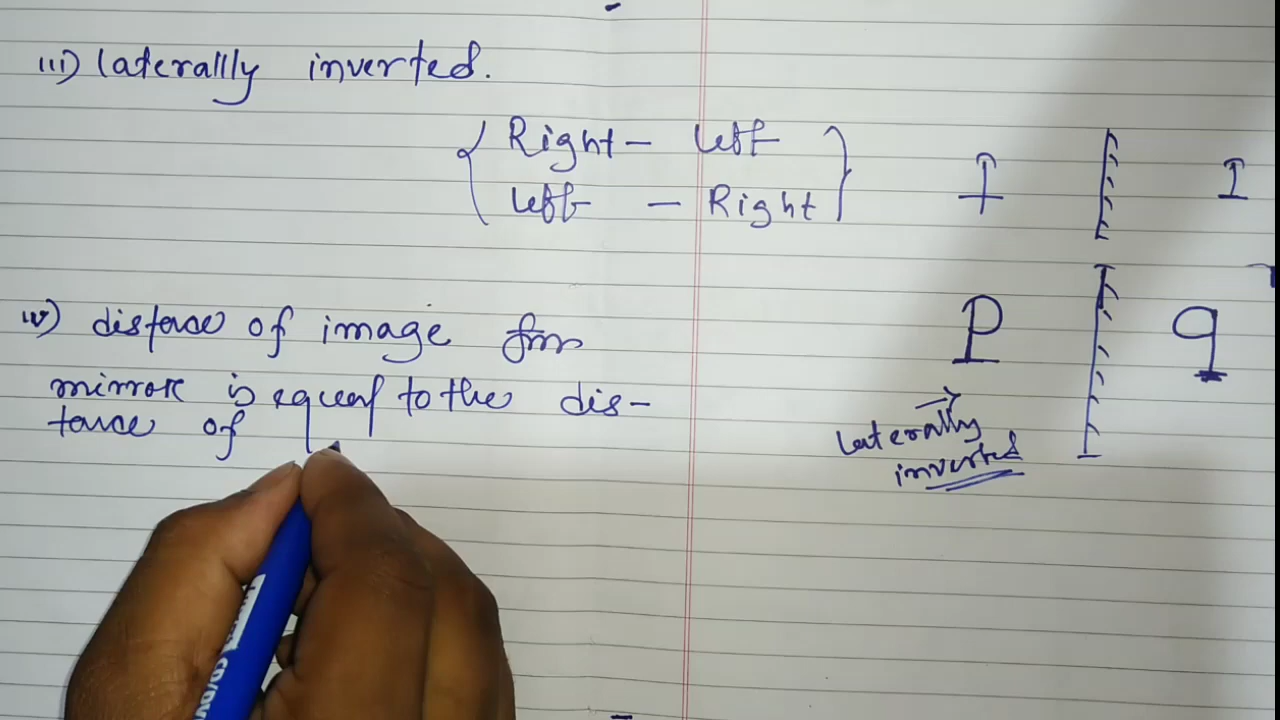 iii) laterallly inverted.
Right - left
left - Right
iv) distance of image from
mirror is equal to the dis-
tance of
P
q
laterally
inverted